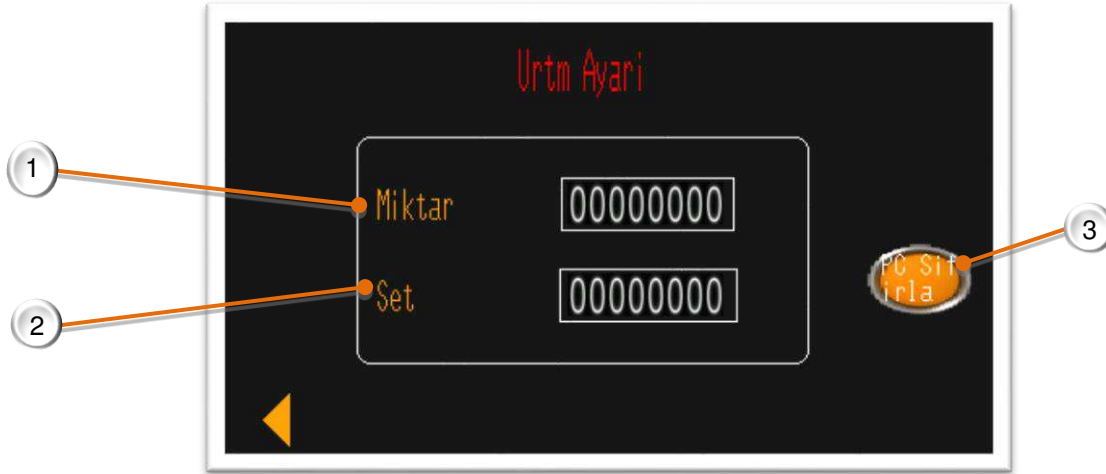 Urtm Ayari
1
Miktar 00000000
3
PC Sif
irla
2
Set 00000000